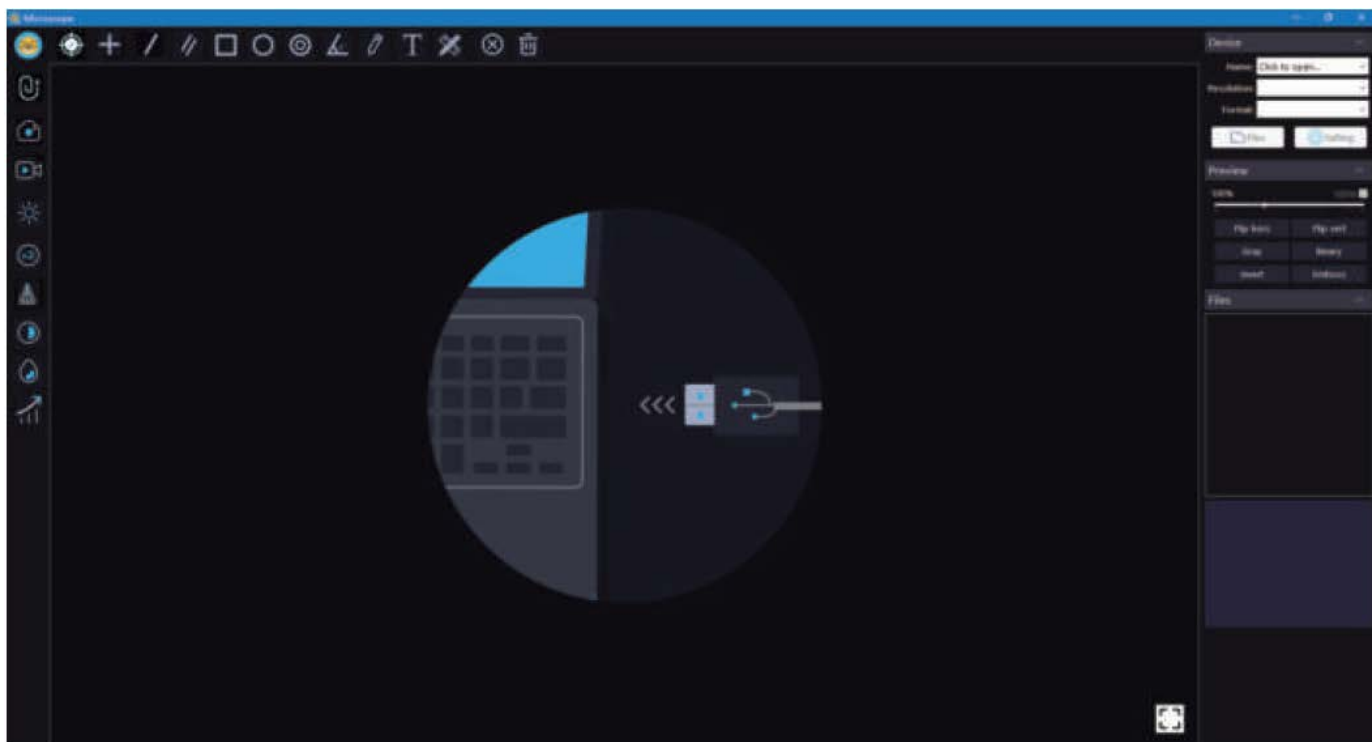 Microscope
T
Device
Name: Click to open...
Resolution:
Format:
Files Setting
Preview
100%
Flip horz Flip vert
Gray Binary
Invert Emboss
Files